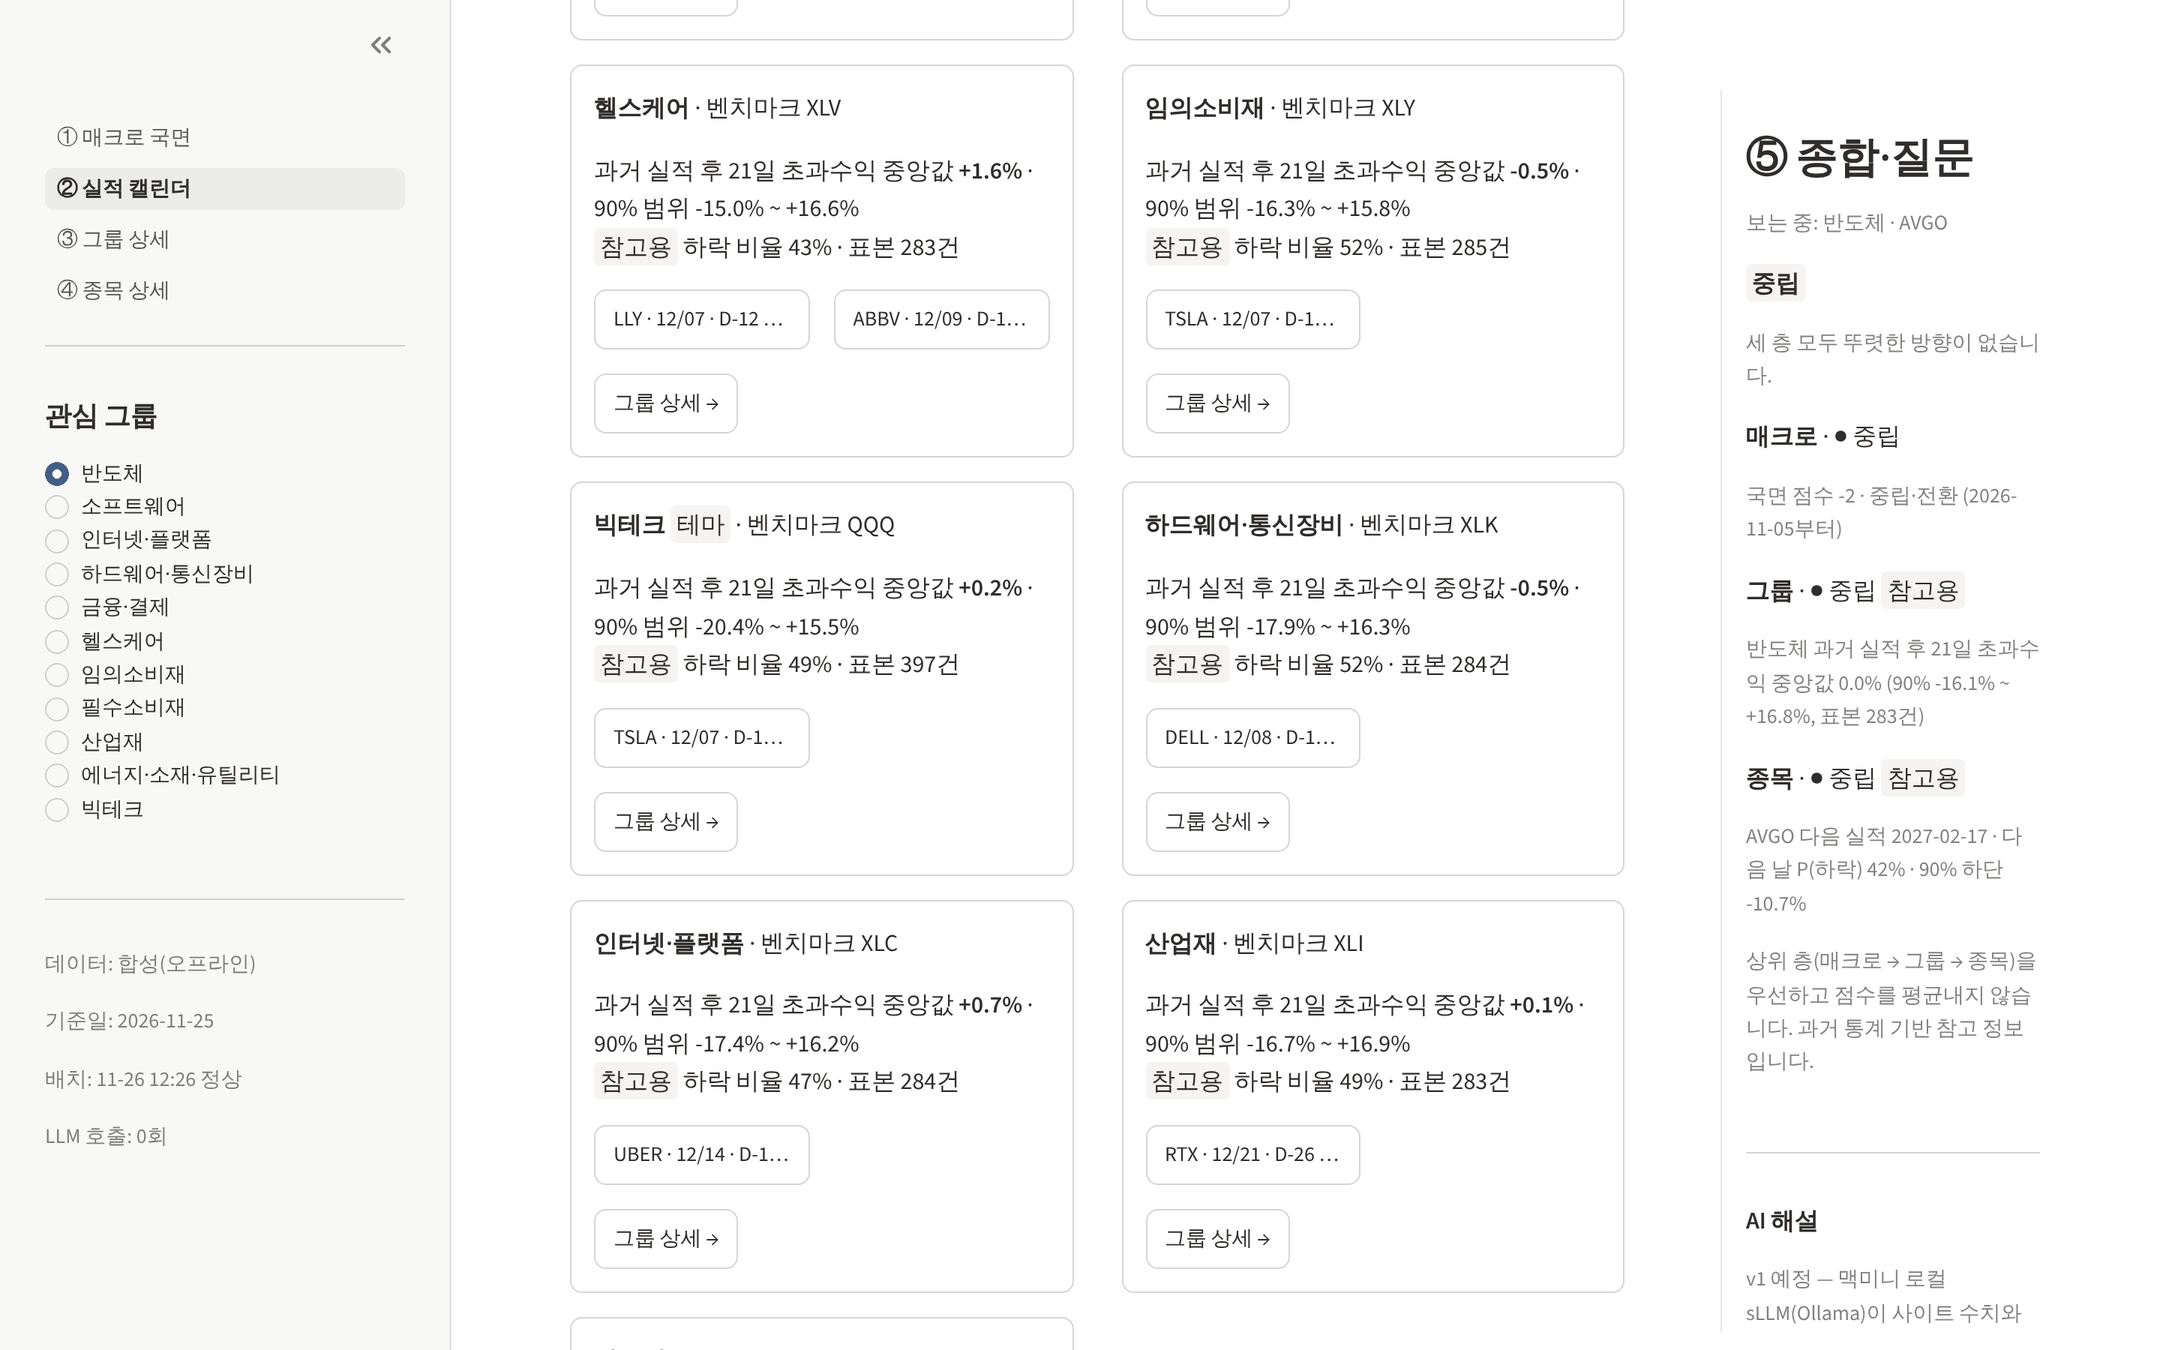 ① 매크로 국면
② 실적 캘린더
③ 그룹 상세
④ 종목 상세
관심 그룹
반도체
소프트웨어
인터넷·플랫폼
하드웨어·통신장비
금융·결제
헬스케어
임의소비재
필수소비재
산업재
에너지·소재·유틸리티
빅테크
데이터: 합성(오프라인)
기준일: 2026-11-25
배치: 11-26 12:26 정상
LLM 호출: 0회
헬스케어 · 벤치마크 XLV
과거 실적 후 21일 초과수익 중앙값 +1.6% ·
90% 범위 -15.0% ~ +16.6%
참고용 하락 비율 43% · 표본 283건
LLY · 12/07 · D-12 …
ABBV · 12/09 · D-1…
그룹 상세 →
임의소비재 · 벤치마크 XLY
과거 실적 후 21일 초과수익 중앙값 -0.5% ·
90% 범위 -16.3% ~ +15.8%
참고용 하락 비율 52% · 표본 285건
TSLA · 12/07 · D-1…
그룹 상세 →
빅테크 테마 · 벤치마크 QQQ
과거 실적 후 21일 초과수익 중앙값 +0.2% ·
90% 범위 -20.4% ~ +15.5%
참고용 하락 비율 49% · 표본 397건
TSLA · 12/07 · D-1…
그룹 상세 →
하드웨어·통신장비 · 벤치마크 XLK
과거 실적 후 21일 초과수익 중앙값 -0.5% ·
90% 범위 -17.9% ~ +16.3%
참고용 하락 비율 52% · 표본 284건
DELL · 12/08 · D-1…
그룹 상세 →
인터넷·플랫폼 · 벤치마크 XLC
과거 실적 후 21일 초과수익 중앙값 +0.7% ·
90% 범위 -17.4% ~ +16.2%
참고용 하락 비율 47% · 표본 284건
UBER · 12/14 · D-1…
그룹 상세 →
산업재 · 벤치마크 XLI
과거 실적 후 21일 초과수익 중앙값 +0.1% ·
90% 범위 -16.7% ~ +16.9%
참고용 하락 비율 49% · 표본 283건
RTX · 12/21 · D-26 …
그룹 상세 →
⑤ 종합·질문
보는 중: 반도체 · AVGO
중립
세 층 모두 뚜렷한 방향이 없습니
다.
매크로 · ● 중립
국면 점수 -2 · 중립·전환 (2026-
11-05부터)
그룹 · ● 중립 참고용
반도체 과거 실적 후 21일 초과수
익 중앙값 0.0% (90% -16.1% ~
+16.8%, 표본 283건)
종목 · ● 중립 참고용
AVGO 다음 실적 2027-02-17 · 다
음 날 P(하락) 42% · 90% 하단
-10.7%
상위 층(매크로 → 그룹 → 종목)을
우선하고 점수를 평균내지 않습
니다. 과거 통계 기반 참고 정보
입니다.
AI 해설
v1 예정 — 맥미니 로컬
sLLM(Ollama)이 사이트 수치와